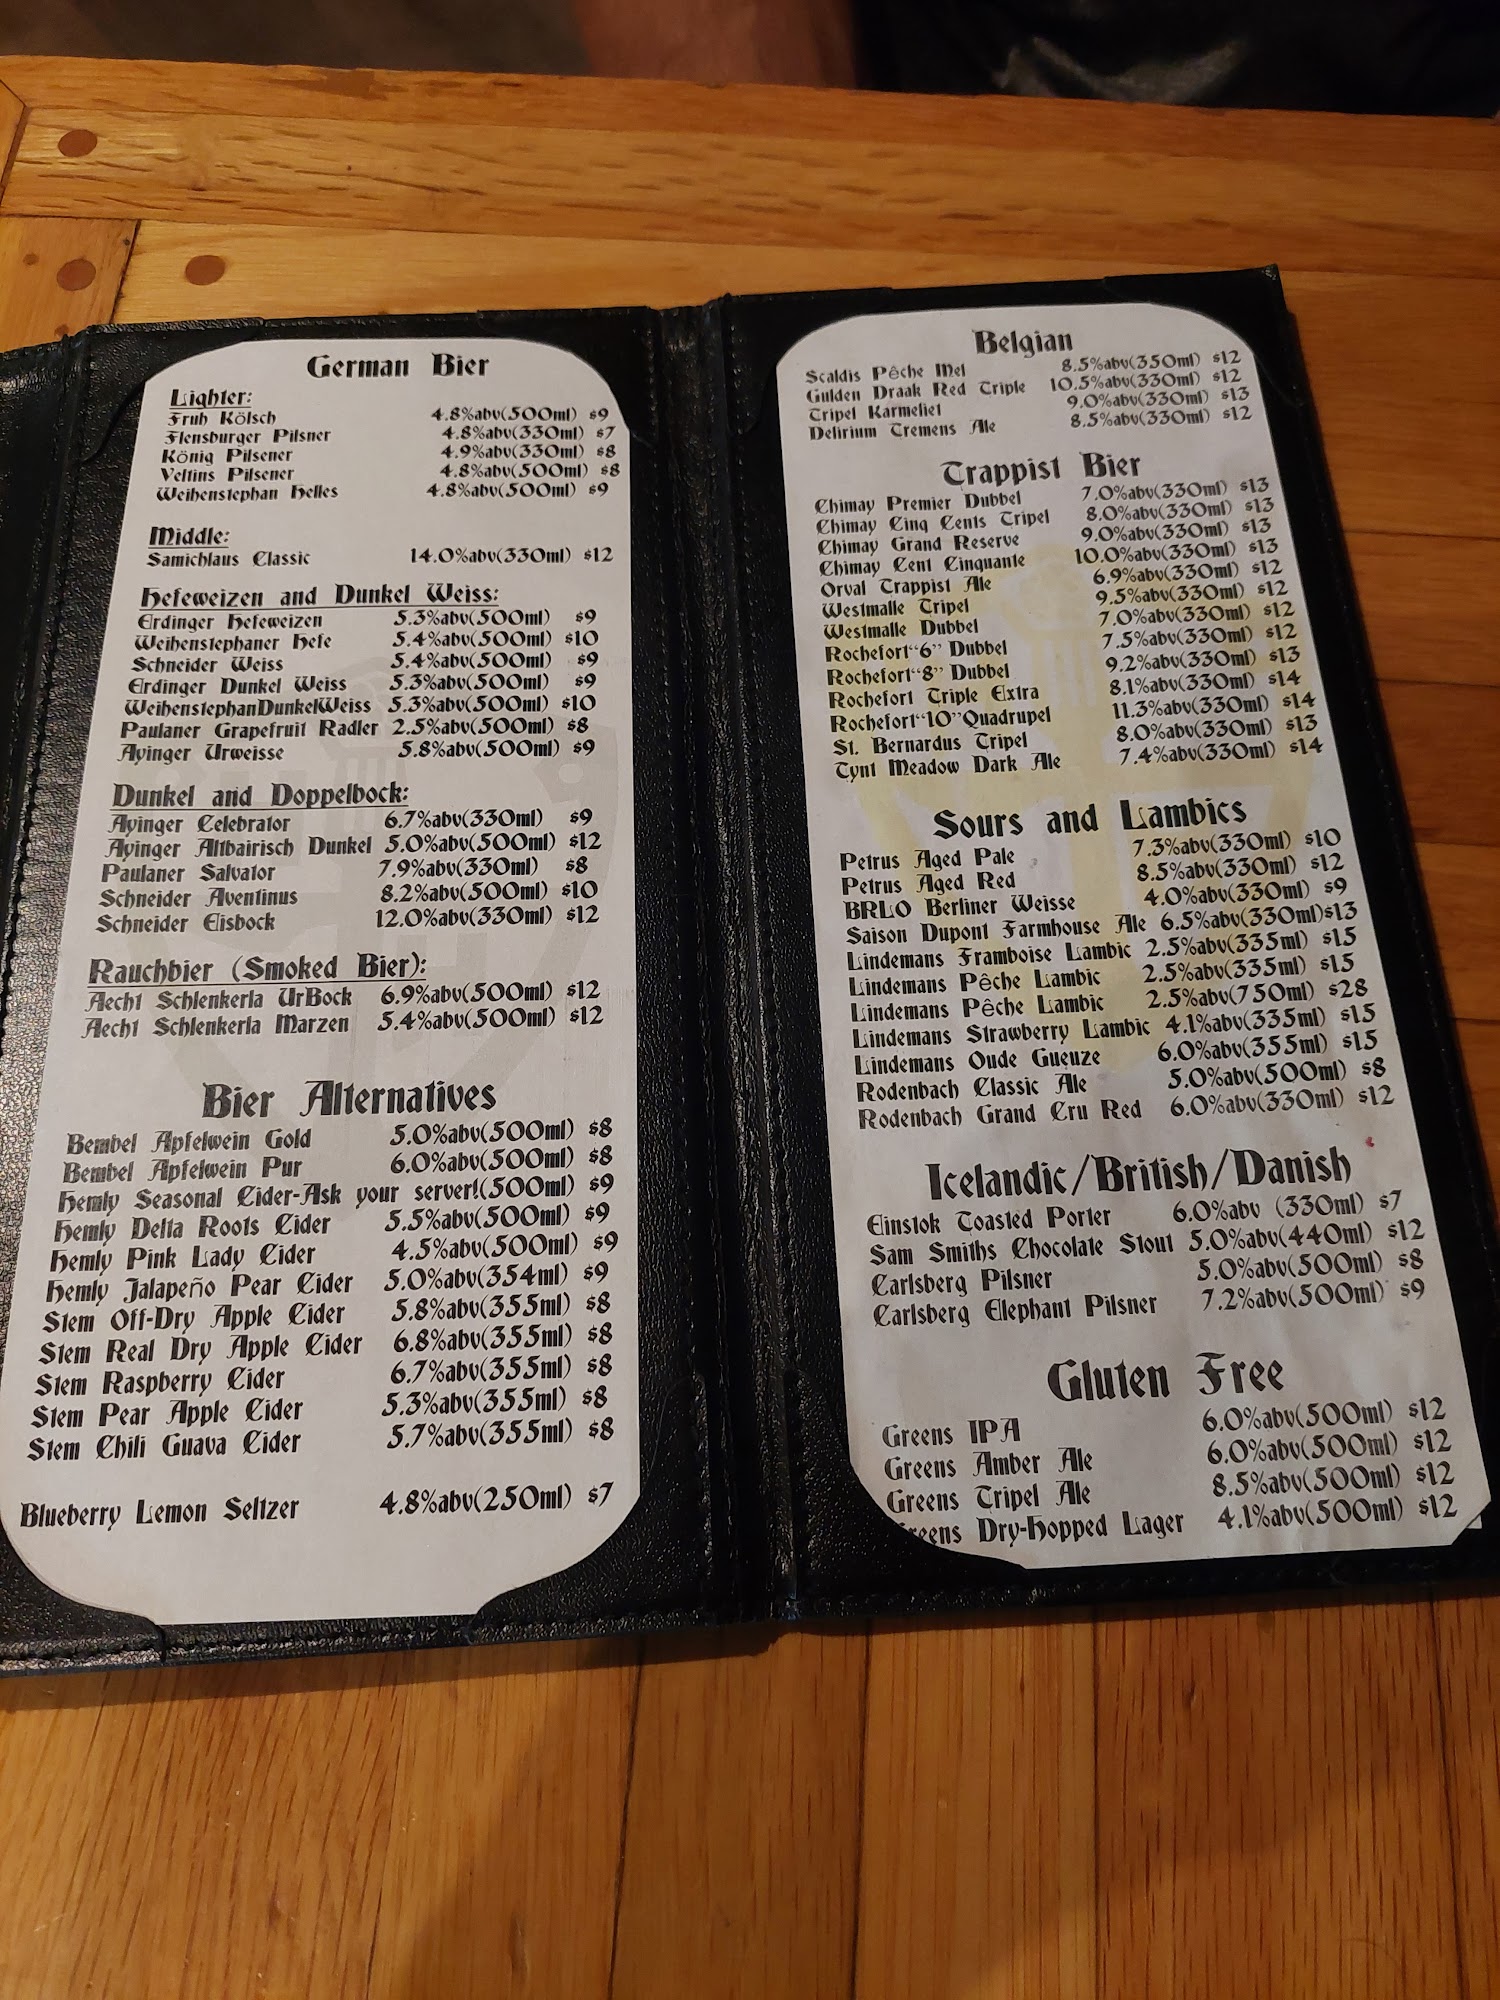 German Bier
Lighter:
Fruh Kölsch 4.8%abv(500ml) $9
Flensburger Pilsner 4.8%abv(330ml) $7
König Pilsener 4.9%abv(330ml) $8
Veltins Pilsener 4.8%abv(500ml) $8
Weihenstephan Helles 4.8%abv(500ml) $9
Middle:
Samichlaus Classic 14.0%abv(330ml) $12
Hefeweizen and Dunkel Weiss:
Erdinger Hefeweizen 5.3%abv(500ml) $9
Weihenstephaner Hefe 5.4%abv(500ml) $10
Schneider Weiss 5.4%abv(500ml) $9
Erdinger Dunkel Weiss 5.3%abv(500ml) $9
WeihenstephanDunkelWeiss 5.3%abv(500ml) $10
Paulaner Grapefruit Radler 2.5%abv(500ml) $8
Ayinger Urweisse 5.8%abv(500ml) $9
Dunkel and Doppelbock:
Ayinger Celebrator 6.7%abv(330ml) $9
Ayinger Altbairisch Dunkel 5.0%abv(500ml) $12
Paulaner Salvator 7.9%abv(330ml) $8
Schneider Aventinus 8.2%abv(500ml) $10
Schneider Eisbock 12.0%abv(330ml) $12
Rauchbier (Smoked Bier):
Aecht Schlenkerla UrBock 6.9%abv(500ml) $12
Aecht Schlenkerla Marzen 5.4%abv(500ml) $12
Bier Alternatives
Bembel Apfelwein Gold 5.0%abv(500ml) $8
Bembel Apfelwein Pur 6.0%abv(500ml) $8
Hemly Seasonal Cider-Ask your server!(500ml) $9
Hemly Delta Roots Cider 5.5%abv(500ml) $9
Hemly Pink Lady Cider 4.5%abv(500ml) $9
Hemly Jalapeño Pear Cider 5.0%abv(354ml) $9
Stem Off-Dry Apple Cider 5.8%abv(355ml) $8
Stem Real Dry Apple Cider 6.8%abv(355ml) $8
Stem Raspberry Cider 6.7%abv(355ml) $8
Stem Pear Apple Cider 5.3%abv(355ml) $8
Stem Chili Guava Cider 5.7%abv(355ml) $8
Blueberry Lemon Seltzer 4.8%abv(250ml) $7
Belgian
Scaldis Pêche Mel 8.5%abv(350ml) $12
Gulden Draak Red Triple 10.5%abv(330ml) $12
Tripel Karmeliet 9.0%abv(330ml) $13
Delirium Tremens Ale 8.5%abv(330ml) $12
Trappist Bier
Chimay Premier Dubbel 7.0%abv(330ml) $13
Chimay Cinq Cents Tripel 8.0%abv(330ml) $13
Chimay Grand Reserve 9.0%abv(330ml) $13
Chimay Cent Cinquante 10.0%abv(330ml) $13
Orval Trappist Ale 6.9%abv(330ml) $12
Westmalle Tripel 9.5%abv(330ml) $12
Westmalle Dubbel 7.0%abv(330ml) $12
Rochefort"6" Dubbel 7.5%abv(330ml) $12
Rochefort"8" Dubbel 9.2%abv(330ml) $13
Rochefort Triple Extra 8.1%abv(330ml) $14
Rochefort"10"Quadrupel 11.3%abv(330ml) $14
St. Bernardus Tripel 8.0%abv(330ml) $13
Tynt Meadow Dark Ale 7.4%abv(330ml) $14
Sours and Lambics
Petrus Aged Pale 7.3%abv(330ml) $10
Petrus Aged Red 8.5%abv(330ml) $12
BRLO Berliner Weisse 4.0%abv(330ml) $9
Saison Dupont Farmhouse Ale 6.5%abv(330ml)$13
Lindemans Framboise Lambic 2.5%abv(335ml) $15
Lindemans Pêche Lambic 2.5%abv(335ml) $15
Lindemans Pêche Lambic 2.5%abv(750ml) $28
Lindemans Strawberry Lambic 4.1%abv(335ml) $15
Lindemans Oude Gueuze 6.0%abv(355ml) $15
Rodenbach Classic Ale 5.0%abv(500ml) $8
Rodenbach Grand Cru Red 6.0%abv(330ml) $12
Icelandic/British/Danish
Einstok Toasted Porter 6.0%abv (330ml) $7
Sam Smiths Chocolate Stout 5.0%abv(440ml) $12
Carlsberg Pilsner 5.0%abv(500ml) $8
Carlsberg Elephant Pilsner 7.2%abv(500ml) $9
Gluten Free
Greens IPA 6.0%abv(500ml) $12
Greens Amber Ale 6.0%abv(500ml) $12
Greens Tripel Ale 8.5%abv(500ml) $12
Greens Dry-Hopped Lager 4.1%abv(500ml) $12